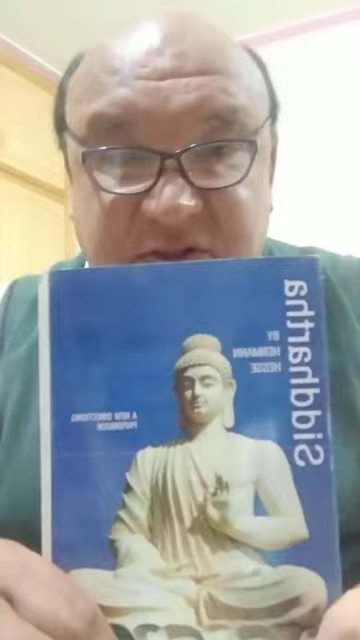 Siddhartha
BY
HERMANN
HESSE
A NEW DIRECTIONS
PAPERBOOK